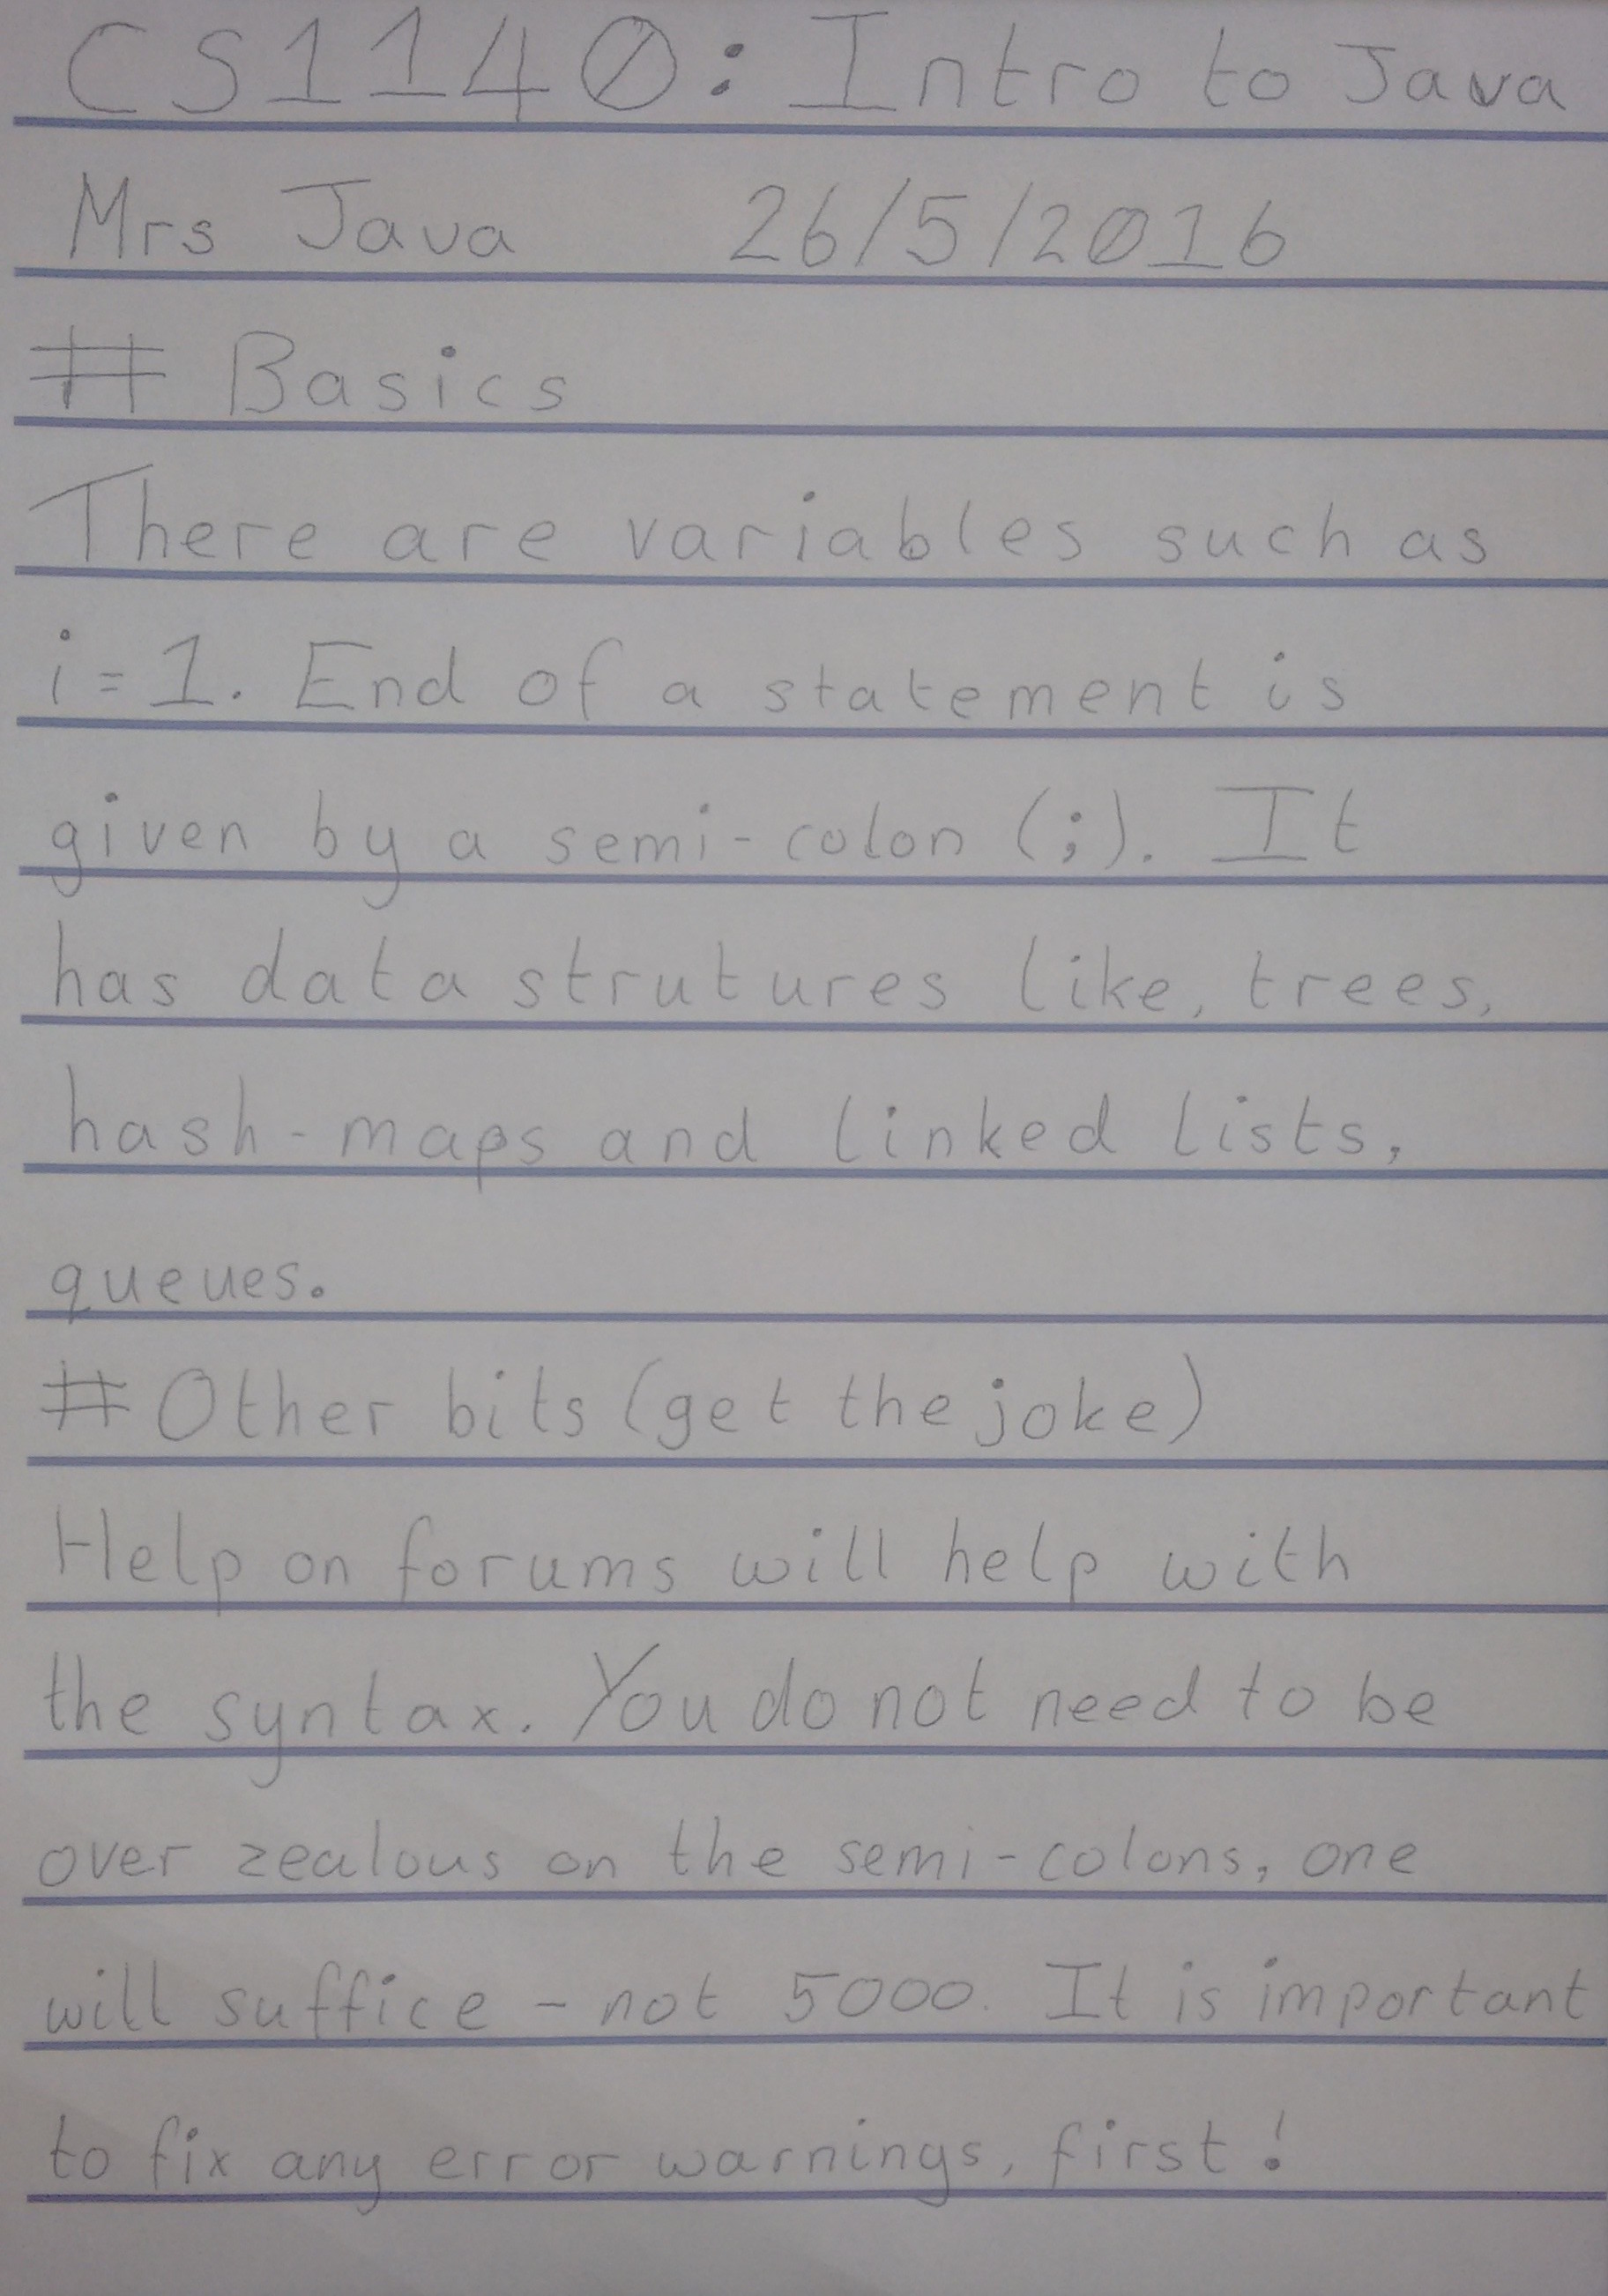 CS1140: Intro to Java
Mrs Java 26/5/2016
# Basics
There are variables such as
i=1. End of a statement is
given by a semi-colon (;). It
has data strutures like, trees,
hash-maps and linked lists,
queues.
# Other bits (get the joke)
Help on forums will help with
the syntax. You do not need to be
over zealous on the semi-colons, one
will suffice - not 5000. It is important
to fix any error warnings, first!